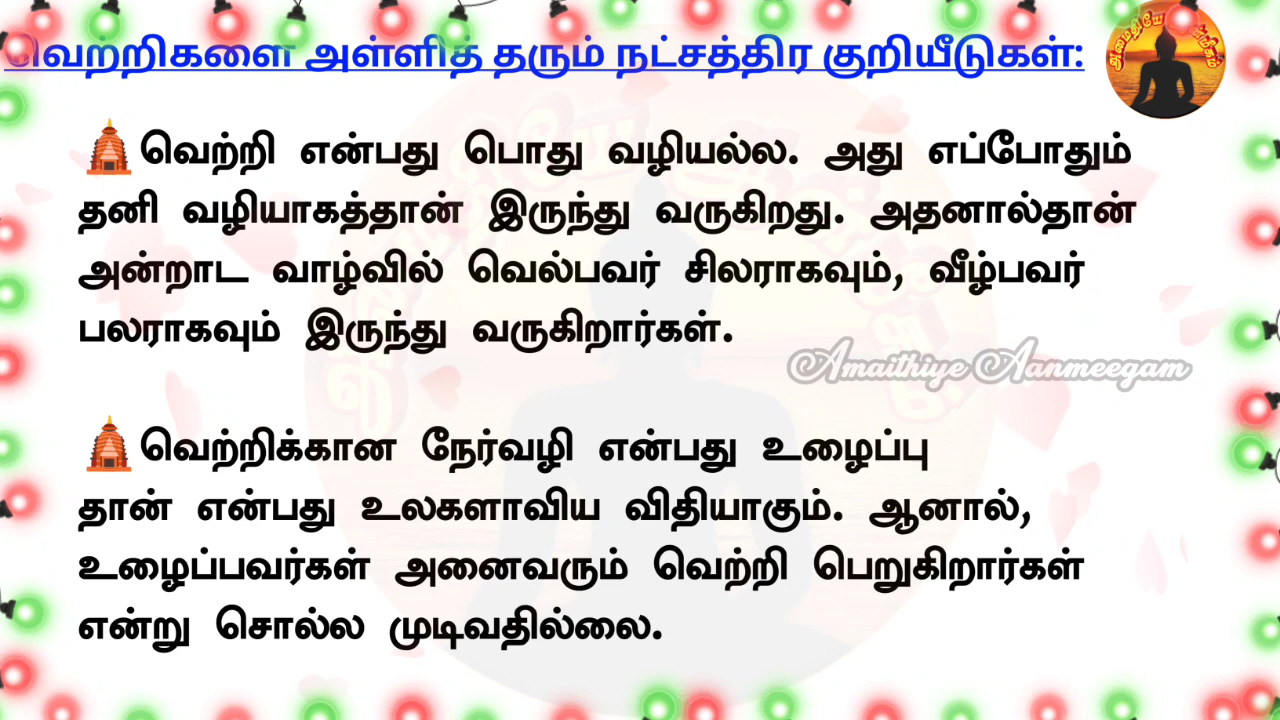 வெற்றிகளை அள்ளித் தரும் நட்சத்திர குறியீடுகள்:
வெற்றி என்பது பொது வழியல்ல. அது எப்போதும்
தனி வழியாகத்தான் இருந்து வருகிறது. அதனால்தான்
அன்றாட வாழ்வில் வெல்பவர் சிலராகவும், வீழ்பவர்
பலராகவும் இருந்து வருகிறார்கள்.
Amaithiye Aanmeegam
வெற்றிக்கான நேர்வழி என்பது உழைப்பு
தான் என்பது உலகளாவிய விதியாகும். ஆனால்,
உழைப்பவர்கள் அனைவரும் வெற்றி பெறுகிறார்கள்
என்று சொல்ல முடிவதில்லை.